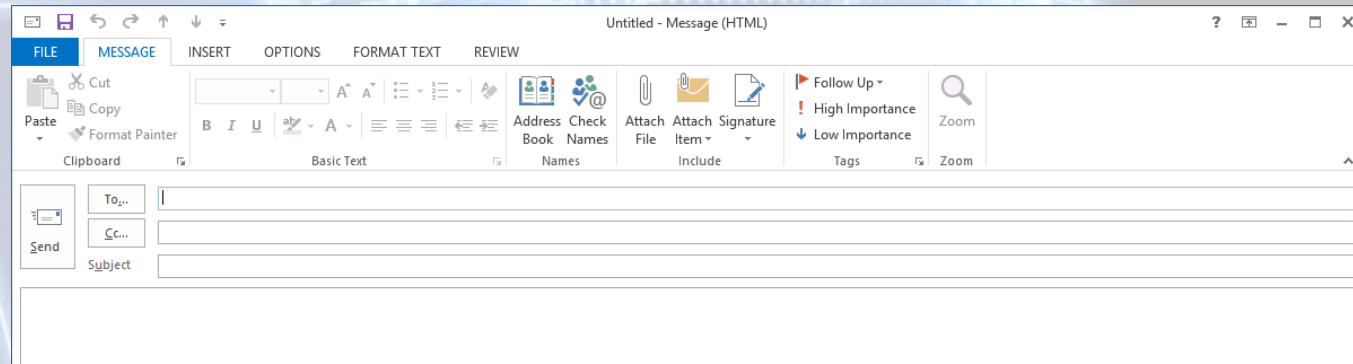 Untitled - Message (HTML)
?
FILE MESSAGE INSERT OPTIONS FORMAT TEXT REVIEW
Paste
Cut
Copy
Format Painter
Clipboard
A A
B I U ab A
Basic Text
Address Book
Check Names
Names
Attach File
Attach Item
Signature
Include
Follow Up
! High Importance
Low Importance
Tags
Zoom
Zoom
Send
To...
Cc...
Subject